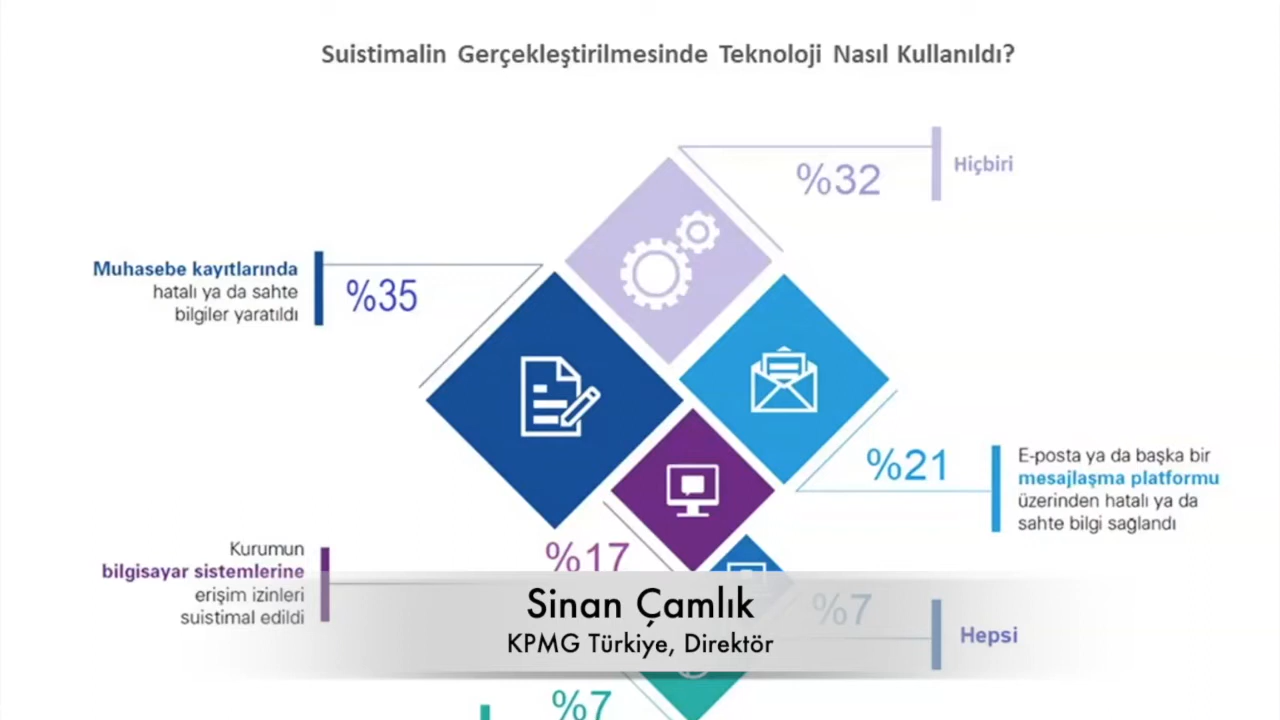 Suistimalin Gerçekleştirilmesinde Teknoloji Nasıl Kullanıldı?
%32
Hiçbiri
Muhasebe kayıtlarında
hatalı ya da sahte
bilgiler yaratıldı
%35
%21
E-posta ya da başka bir
mesajlaşma platformu
üzerinden hatalı ya da
sahte bilgi sağlandı
Kurumun
bilgisayar sistemlerine
erişim izinleri
suistimal edildi
%17
%7
Hepsi
Sinan Çamlık
KPMG Türkiye, Direktör
%7